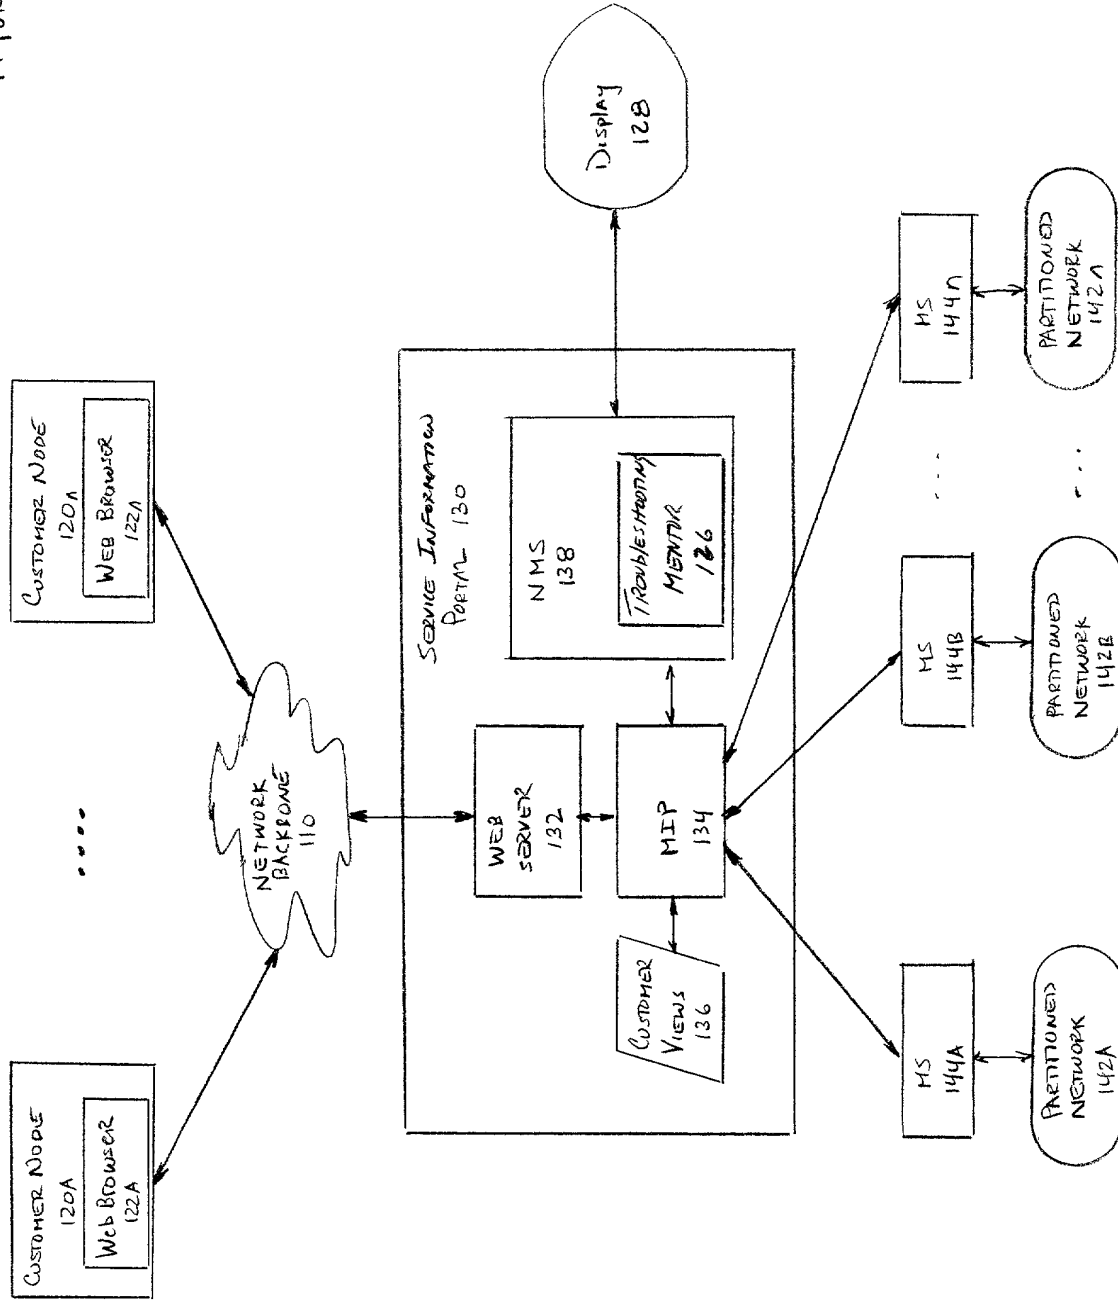 CUSTOMER NODE
120A
Web Browser
122A
....
CUSTOMER NODE
120n
WEB BROWSER
122n
NETWORK
BACKBONE
110
SERVICE INFORMATION
PORTAL 130
WEB
SERVER
132
NMS
138
TROUBLESHOOTING
MENTOR
126
Display
128
CUSTOMER
VIEWS
136
MIP
134
MS
144A
MS
144B
...
MS
144n
PARTITIONED
NETWORK
142A
PARTITIONED
NETWORK
142B
...
PARTITIONED
NETWORK
142n